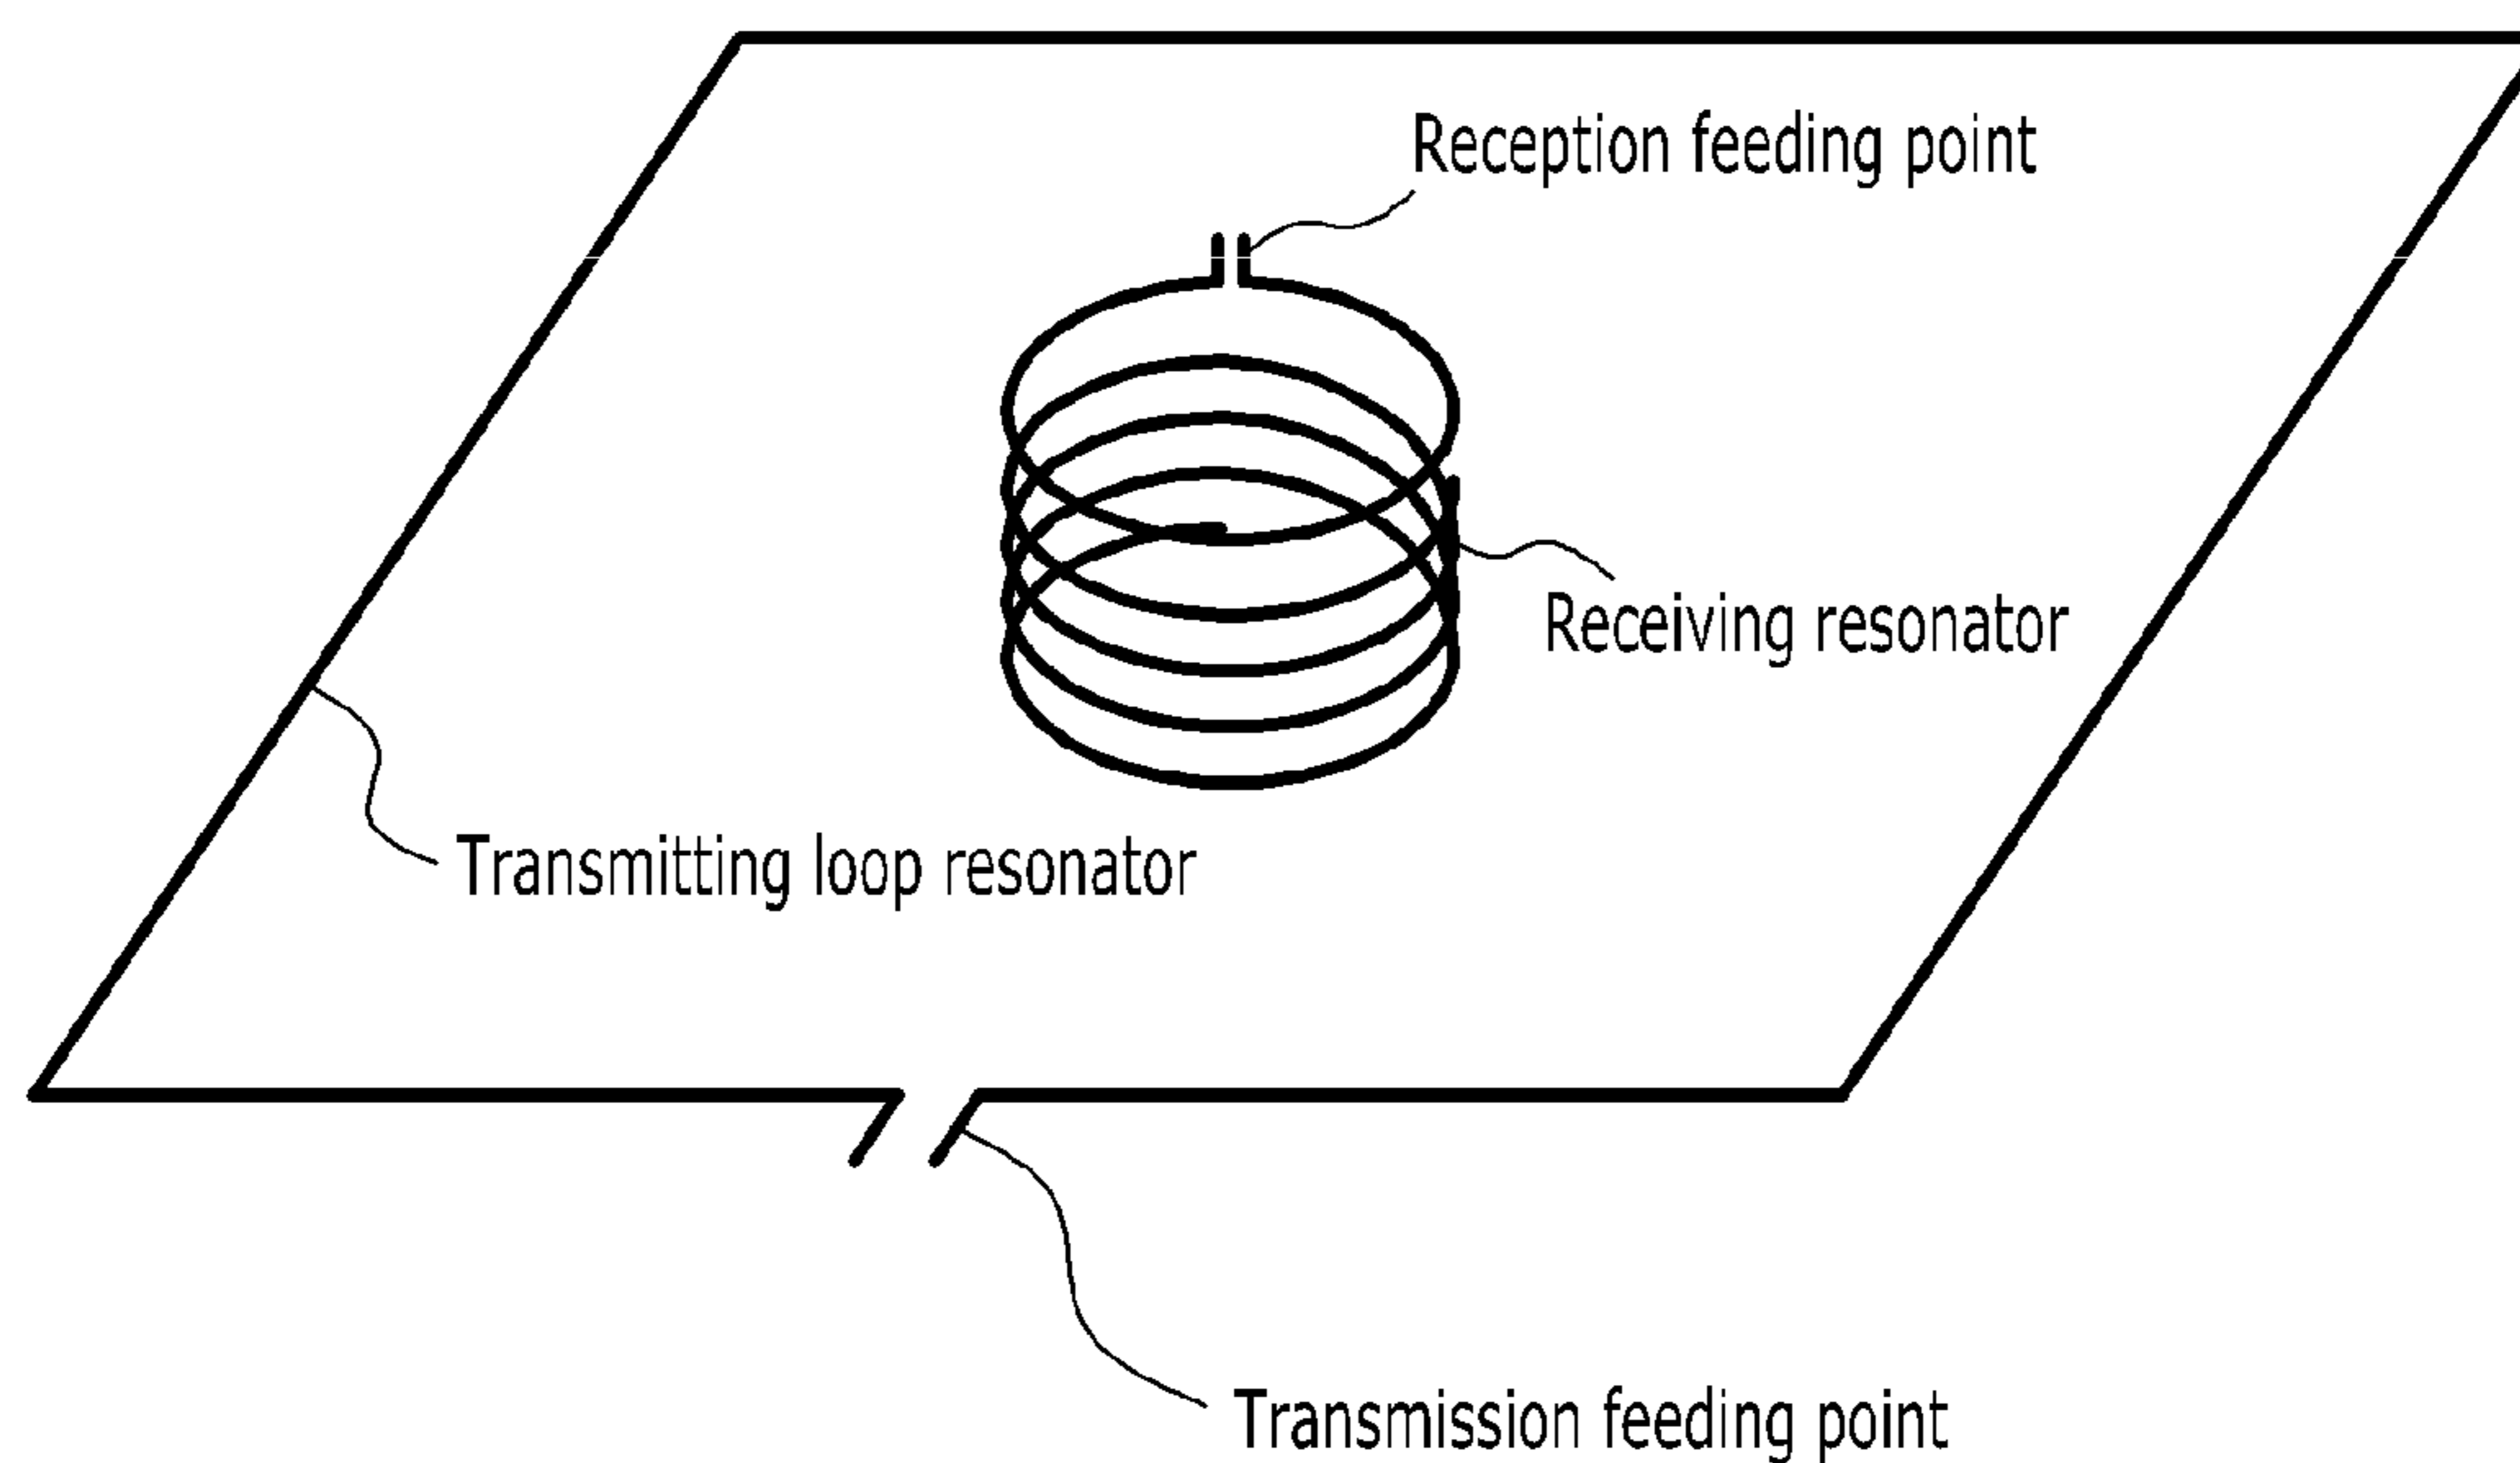 Reception feeding point
Receiving resonator
Transmitting loop resonator
Transmission feeding point